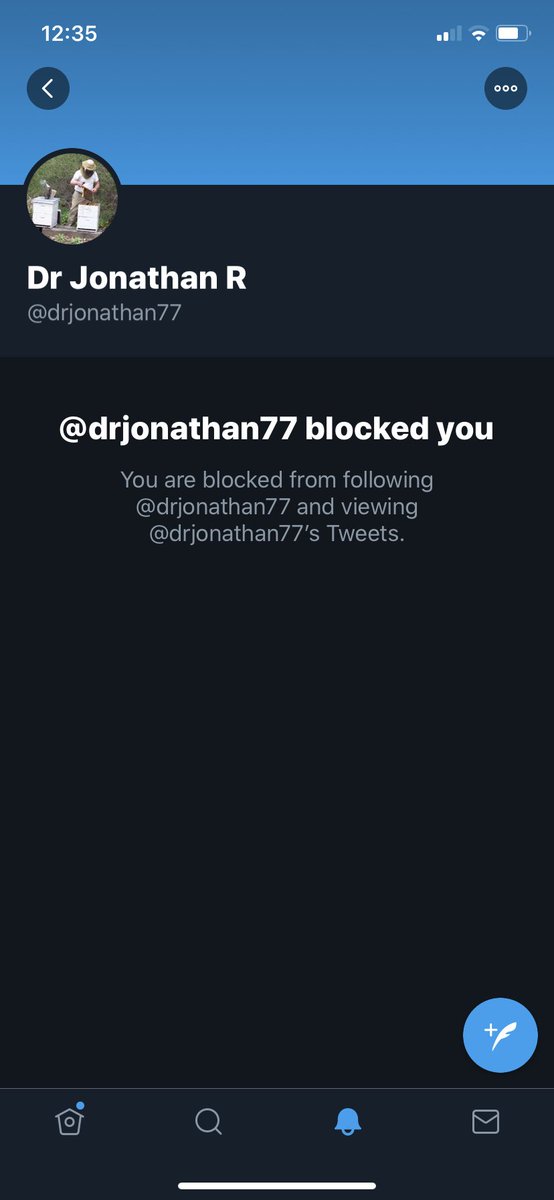 12:35
Dr Jonathan R
@drjonathan77
@drjonathan77 blocked you
You are blocked from following
@drjonathan77 and viewing
@drjonathan77’s Tweets.